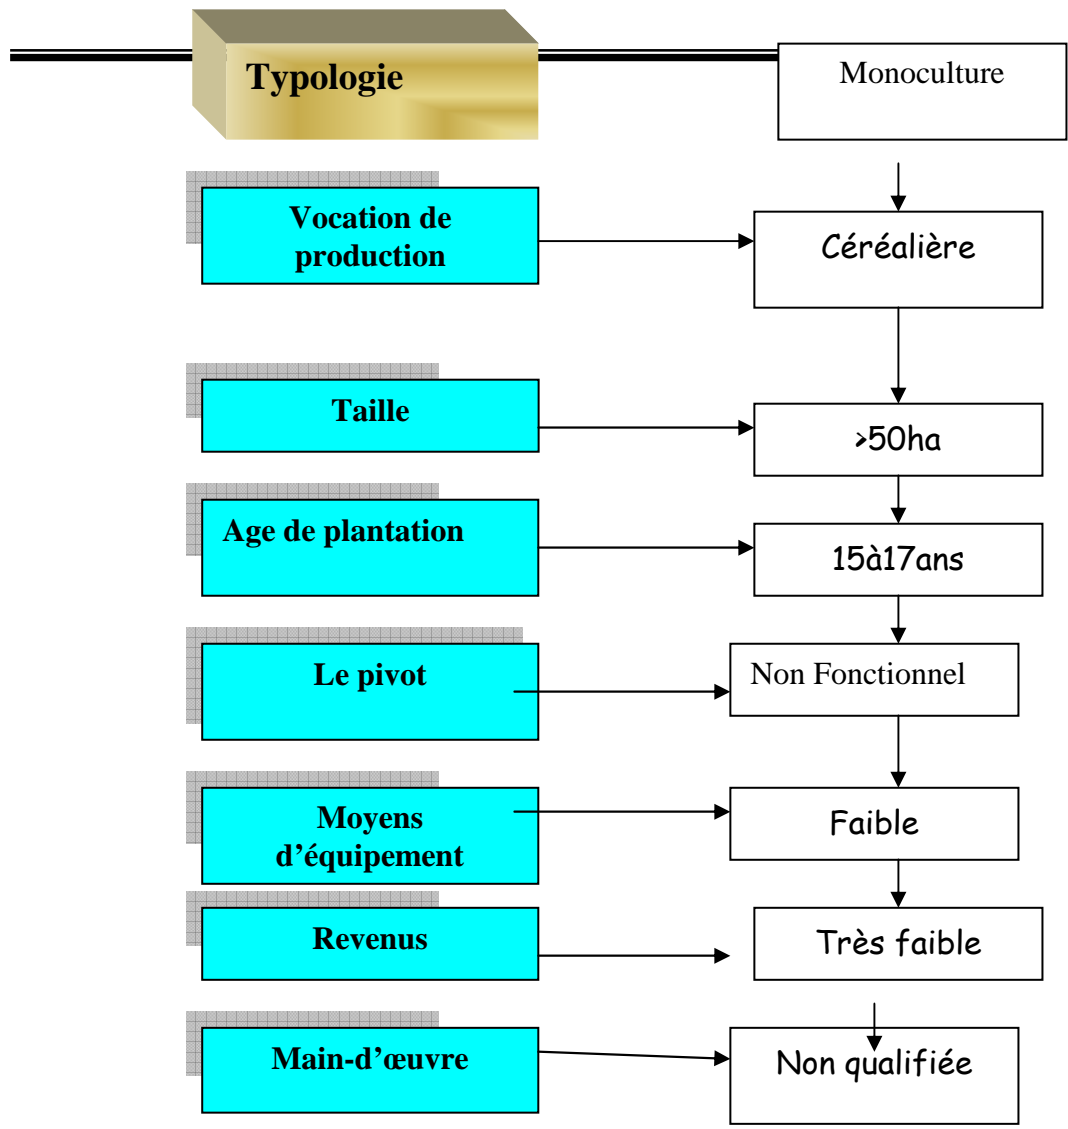 Typologie
Monoculture
Vocation de
production
Céréalière
Taille
>50ha
Age de plantation
15à17ans
Le pivot
Non Fonctionnel
Moyens
d’équipement
Faible
Revenus
Très faible
Main-d’œuvre
Non qualifiée